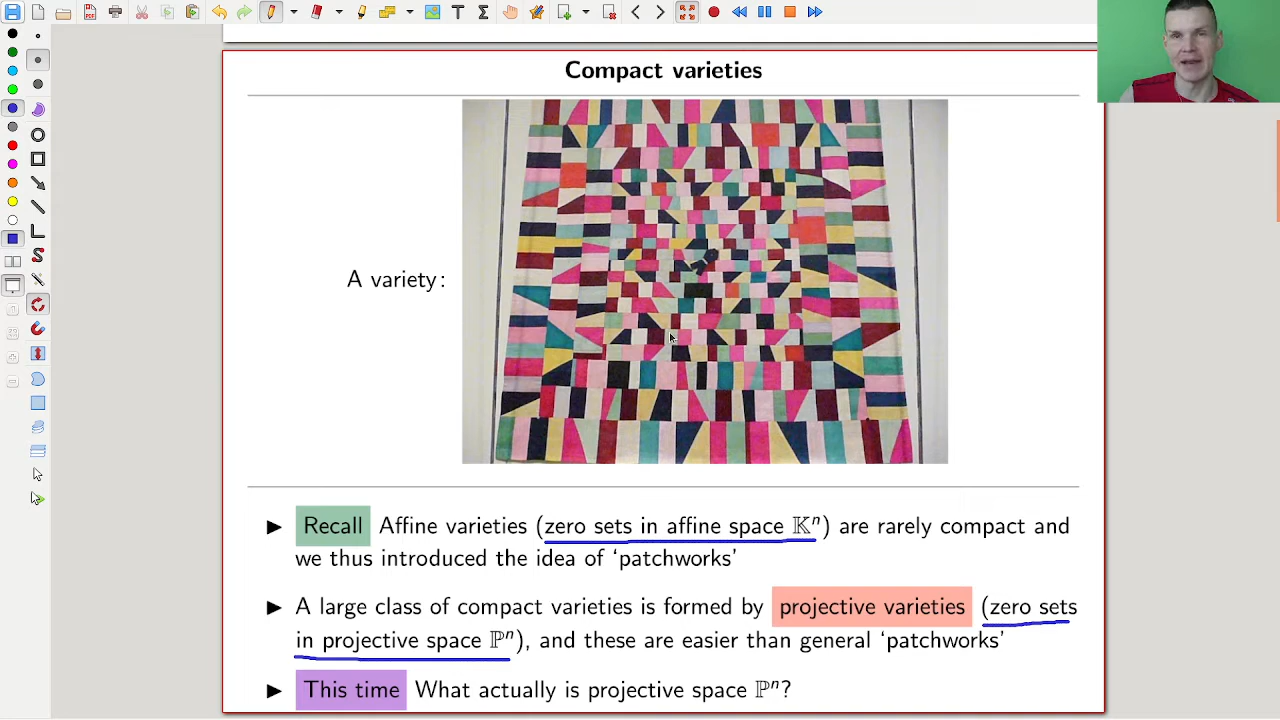 Compact varieties
A variety:
▶ Recall Affine varieties (zero sets in affine space 𝕂ⁿ) are rarely compact and
we thus introduced the idea of ‘patchworks’
▶ A large class of compact varieties is formed by projective varieties (zero sets
in projective space ℙⁿ), and these are easier than general ‘patchworks’
▶ This time What actually is projective space ℙⁿ?